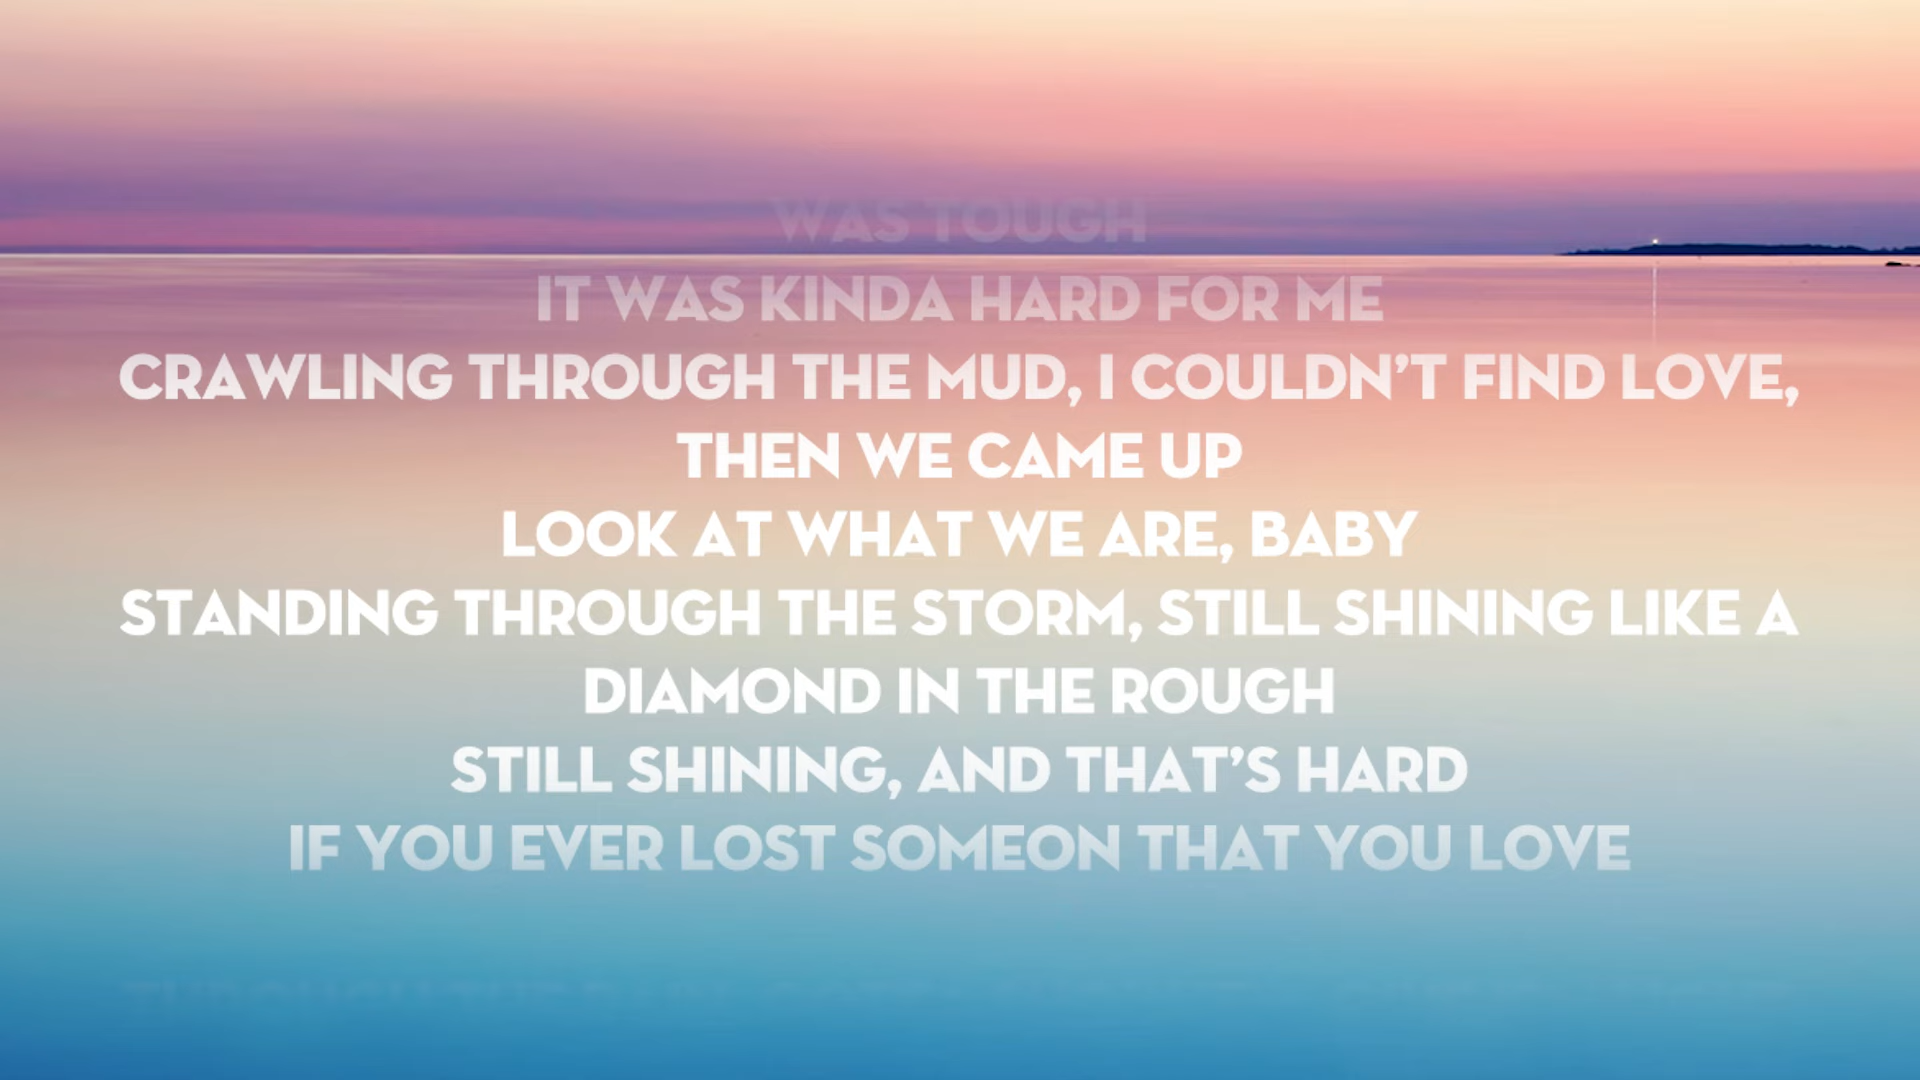 WAS TOUGH
IT WAS KINDA HARD FOR ME
CRAWLING THROUGH THE MUD, I COULDN'T FIND LOVE,
THEN WE CAME UP
LOOK AT WHAT WE ARE, BABY
STANDING THROUGH THE STORM, STILL SHINING LIKE A
DIAMOND IN THE ROUGH
STILL SHINING, AND THAT'S HARD
IF YOU EVER LOST SOMEON THAT YOU LOVE